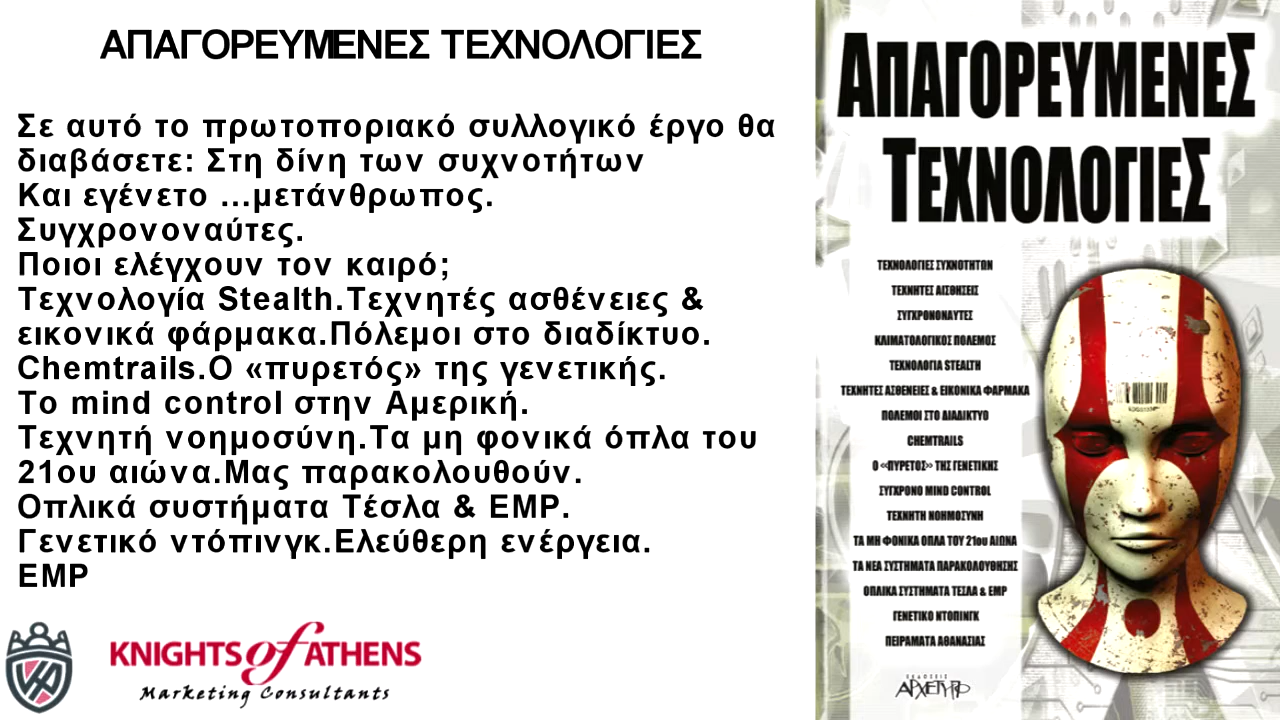 ΑΠΑΓΟΡΕΥΜΕΝΕΣ ΤΕΧΝΟΛΟΓΙΕΣ
Σε αυτό το πρωτοποριακό συλλογικό έργο θα
διαβάσετε: Στη δίνη των συχνοτήτων
Και εγένετο ...μετάνθρωπος.
Συγχρονοναύτες.
Ποιοι ελέγχουν τον καιρό;
Τεχνολογία Stealth.Τεχνητές ασθένειες &
εικονικά φάρμακα.Πόλεμοι στο διαδίκτυο.
Chemtrails.Ο «πυρετός» της γενετικής.
Το mind control στην Αμερική.
Τεχνητή νοημοσύνη.Τα μη φονικά όπλα του
21ου αιώνα.Μας παρακολουθούν.
Οπλικά συστήματα Τέσλα & EMP.
Γενετικό ντόπινγκ.Ελεύθερη ενέργεια.
EMP
KNIGHTS of ATHENS
Marketing Consultants
ΑΠΑΓΟΡΕΥΜΕΝΕΣ
ΤΕΧΝΟΛΟΓΙΕΣ
ΤΕΧΝΟΛΟΓΙΕΣ ΣΥΧΝΟΤΗΤΩΝ
ΤΕΧΝΗΤΕΣ ΑΙΣΘΗΣΕΙΣ
ΣΥΓΧΡΟΝΟΝΑΥΤΕΣ
ΚΛΙΜΑΤΟΛΟΓΙΚΟΣ ΠΟΛΕΜΟΣ
ΤΕΧΝΟΛΟΓΙΑ STEALTH
ΤΕΧΝΗΤΕΣ ΑΣΘΕΝΕΙΕΣ & ΕΙΚΟΝΙΚΑ ΦΑΡΜΑΚΑ
ΠΟΛΕΜΟΙ ΣΤΟ ΔΙΑΔΙΚΤΥΟ
CHEMTRAILS
Ο «ΠΥΡΕΤΟΣ» ΤΗΣ ΓΕΝΕΤΙΚΗΣ
ΣΥΓΧΡΟΝΟ MIND CONTROL
ΤΕΧΝΗΤΗ ΝΟΗΜΟΣΥΝΗ
ΤΑ ΜΗ ΦΟΝΙΚΑ ΟΠΛΑ ΤΟΥ 21ου ΑΙΩΝΑ
ΤΑ ΝΕΑ ΣΥΣΤΗΜΑΤΑ ΠΑΡΑΚΟΛΟΥΘΗΣΗΣ
ΟΠΛΙΚΑ ΣΥΣΤΗΜΑΤΑ ΤΕΣΛΑ & EMP
ΓΕΝΕΤΙΚΟ ΝΤΟΠΙΝΓΚ
ΠΕΙΡΑΜΑΤΑ ΑΘΑΝΑΣΙΑΣ
ΕΚΔΟΣΕΙΣ
ΑΡΧΕΤΥΠΟ